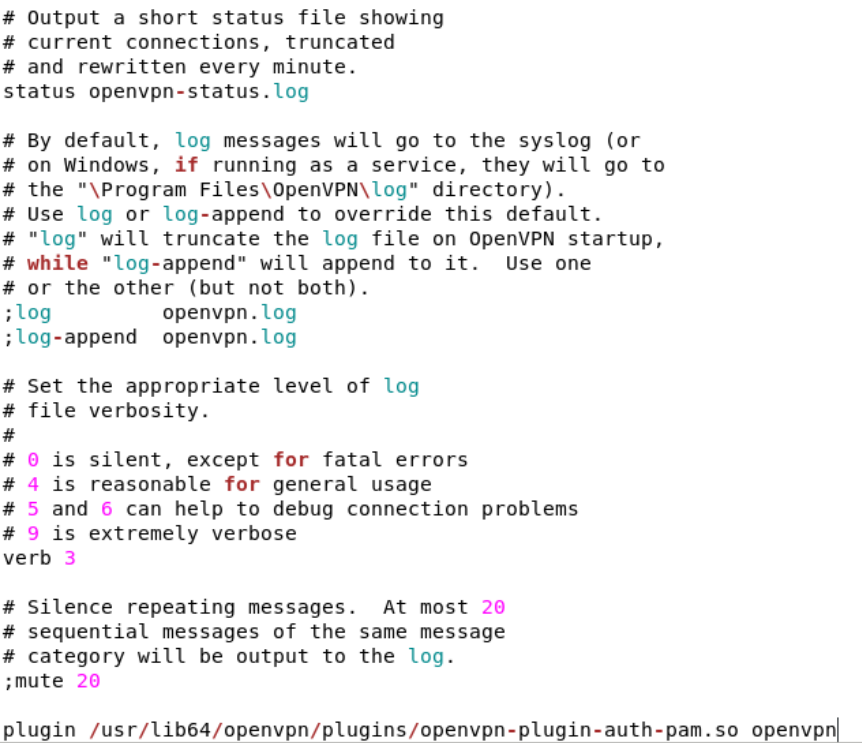 # Output a short status file showing
# current connections, truncated
# and rewritten every minute.
status openvpn-status.log

# By default, log messages will go to the syslog (or
# on Windows, if running as a service, they will go to
# the "\Program Files\OpenVPN\log" directory).
# Use log or log-append to override this default.
# "log" will truncate the log file on OpenVPN startup,
# while "log-append" will append to it.  Use one
# or the other (but not both).
;log         openvpn.log
;log-append  openvpn.log

# Set the appropriate level of log
# file verbosity.
#
# 0 is silent, except for fatal errors
# 4 is reasonable for general usage
# 5 and 6 can help to debug connection problems
# 9 is extremely verbose
verb 3

# Silence repeating messages.  At most 20
# sequential messages of the same message
# category will be output to the log.
;mute 20

plugin /usr/lib64/openvpn/plugins/openvpn-plugin-auth-pam.so openvpn